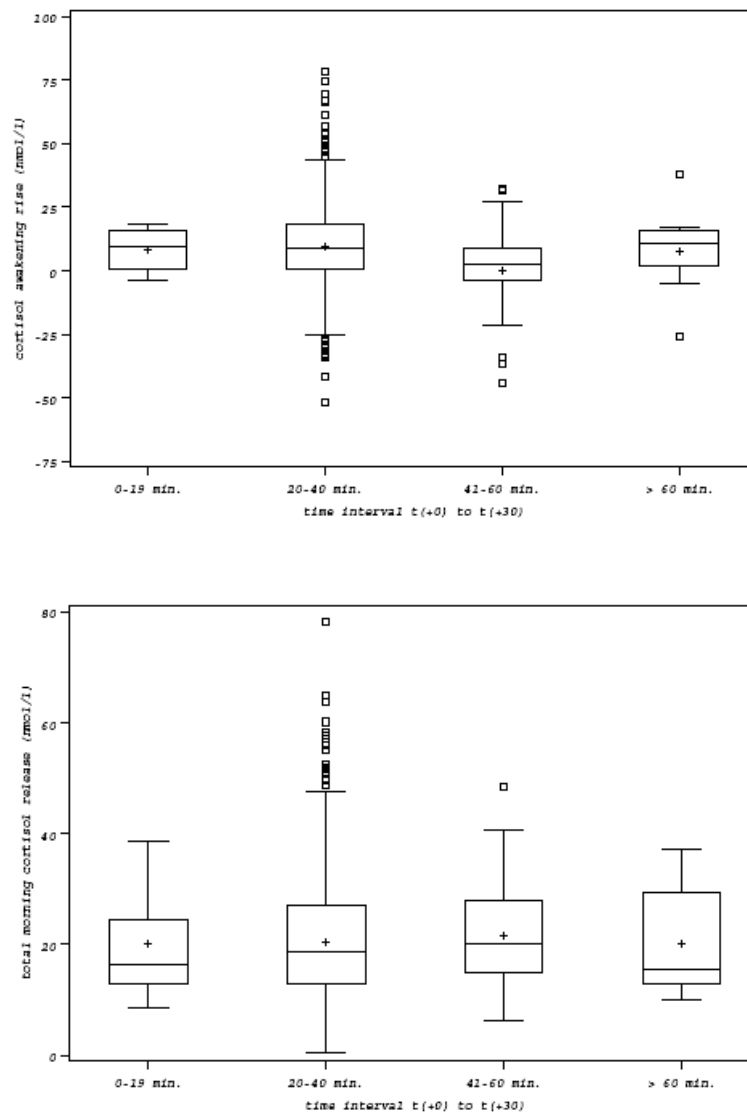 100
75
50
25
0
-25
-50
-75
cortisol awakening rise (nmol/l)
0-19 min. 20-40 min. 41-60 min. > 60 min.
time interval t(+0) to t(+30)
80
60
40
20
0
total morning cortisol release (nmol/l)
0-19 min. 20-40 min. 41-60 min. > 60 min.
time interval t(+0) to t(+30)